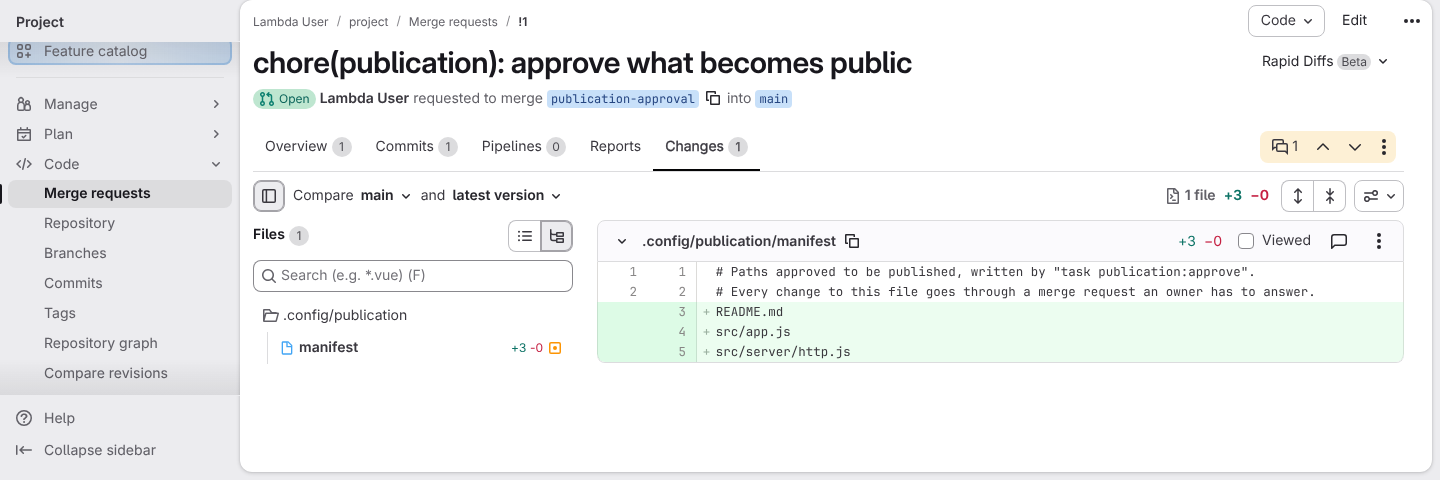 Project
Feature catalog
Manage
Plan
Code
Merge requests
Repository
Branches
Commits
Tags
Repository graph
Compare revisions
Help
Collapse sidebar
Lambda User / project / Merge requests / !1
Code Edit
chore(publication): approve what becomes public
Rapid Diffs Beta
Open Lambda User requested to merge publication-approval into main
Overview 1 Commits 1 Pipelines 0 Reports Changes 1
1
Compare main and latest version
1 file +3 −0
Files 1
Search (e.g. *.vue) (F)
.config/publication
manifest +3 -0
.config/publication/manifest +3 −0 Viewed
1 1 # Paths approved to be published, written by "task publication:approve".
2 2 # Every change to this file goes through a merge request an owner has to answer.
3 + README.md
4 + src/app.js
5 + src/server/http.js